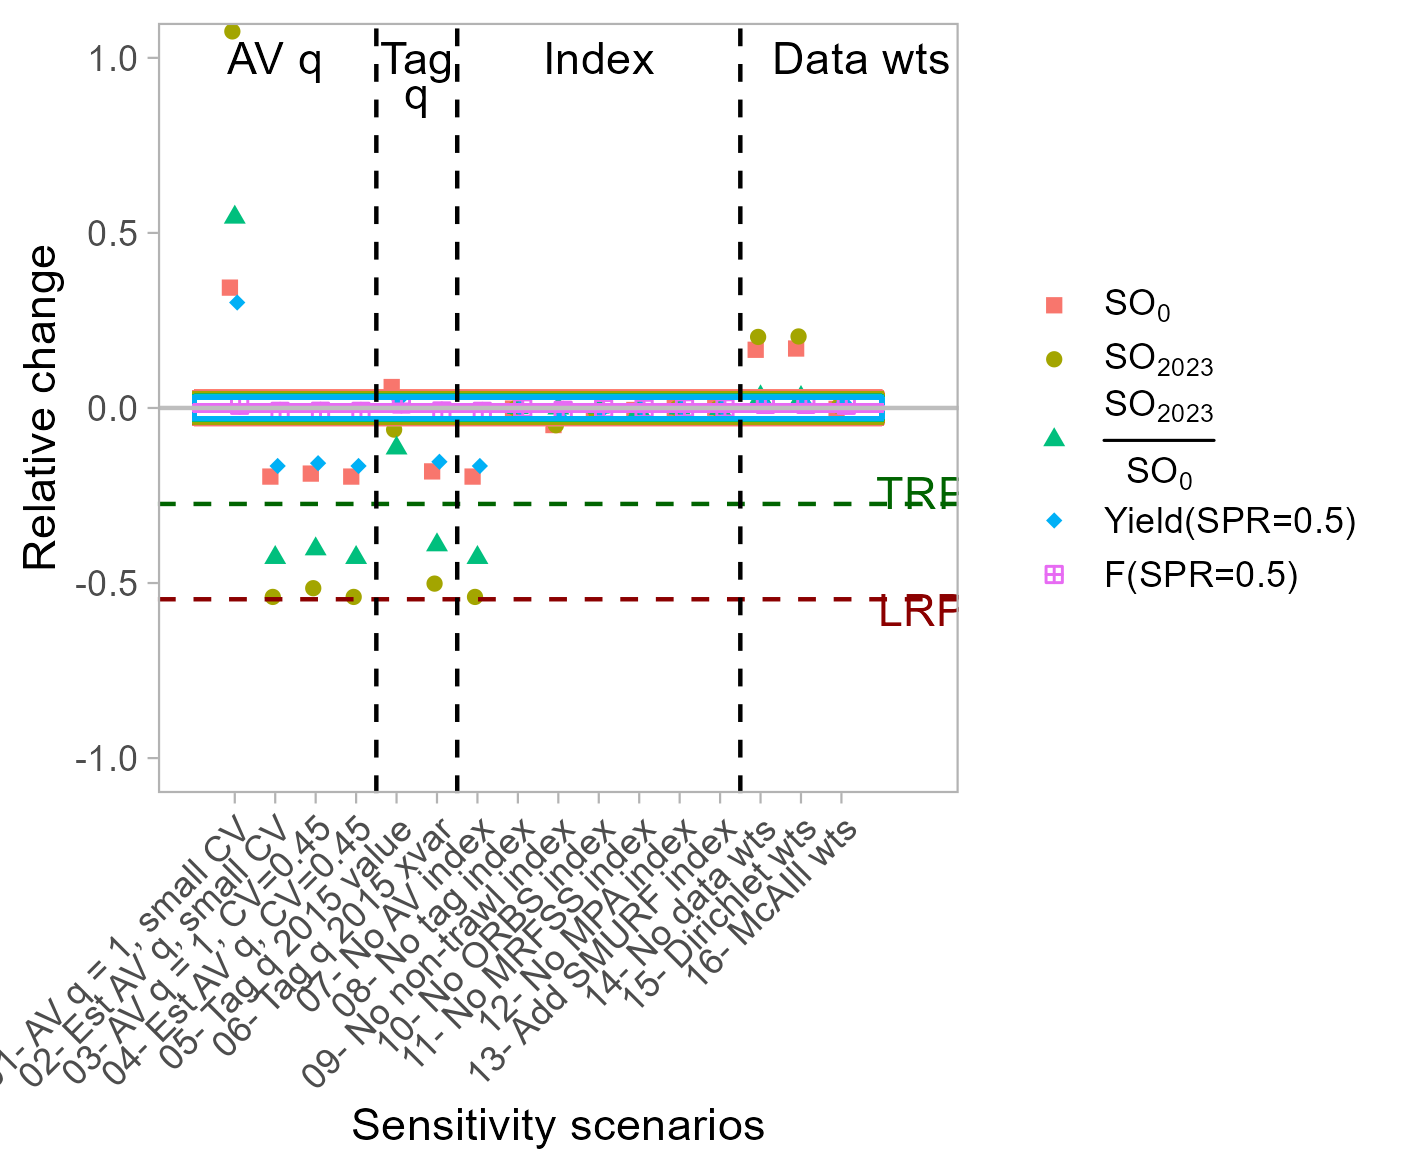 AV q
Tag
q
Index
Data wts
1.0
0.5
0.0
-0.5
-1.0
Relative change
TRP
LRP
01- AV q = 1, small CV
02- Est AV q, small CV
03- AV q = 1, CV=0.45
04- Est AV q, CV=0.45
05- Tag q 2015 value
06- Tag q 2015 xvar
07- No AV index
08- No tag index
09- No non-trawl index
10- No ORBS index
11- No MRFSS index
12- No MPA index
13- Add SMURF index
14- No data wts
15- Dirichlet wts
16- McAlll wts
Sensitivity scenarios
SO0
SO2023
SO2023
SO0
Yield(SPR=0.5)
F(SPR=0.5)